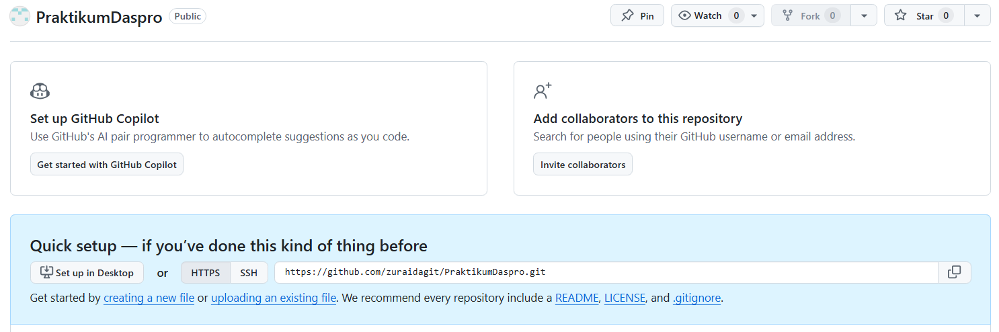 PraktikumDaspro Public
Pin
Watch 0
Fork 0
Star 0
Set up GitHub Copilot
Use GitHub's AI pair programmer to autocomplete suggestions as you code.
Get started with GitHub Copilot
Add collaborators to this repository
Search for people using their GitHub username or email address.
Invite collaborators
Quick setup — if you’ve done this kind of thing before
Set up in Desktop or HTTPS SSH https://github.com/zuraidagit/PraktikumDaspro.git
Get started by creating a new file or uploading an existing file. We recommend every repository include a README, LICENSE, and .gitignore.